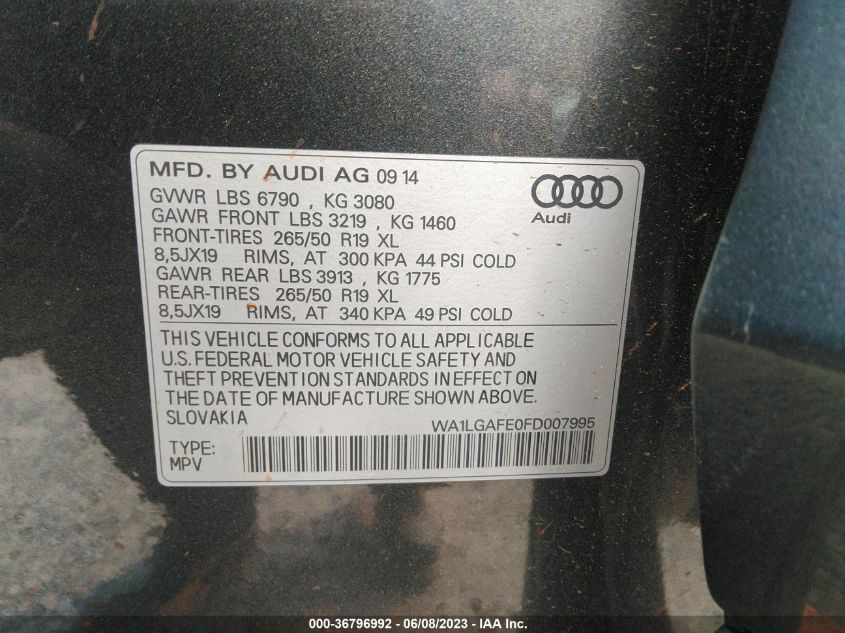 MFD. BY AUDI AG 09 14
GVWR LBS 6790 , KG 3080
GAWR FRONT LBS 3219 , KG 1460
FRONT-TIRES 265/50 R19 XL
8,5JX19 RIMS, AT 300 KPA 44 PSI COLD
GAWR REAR LBS 3913 , KG 1775
REAR-TIRES 265/50 R19 XL
8,5JX19 RIMS, AT 340 KPA 49 PSI COLD
Audi
THIS VEHICLE CONFORMS TO ALL APPLICABLE
U.S. FEDERAL MOTOR VEHICLE SAFETY AND
THEFT PREVENTION STANDARDS IN EFFECT ON
THE DATE OF MANUFACTURE SHOWN ABOVE.
SLOVAKIA WA1LGAFE0FD007995
TYPE:
MPV
000-36796992 - 06/08/2023 - IAA Inc.